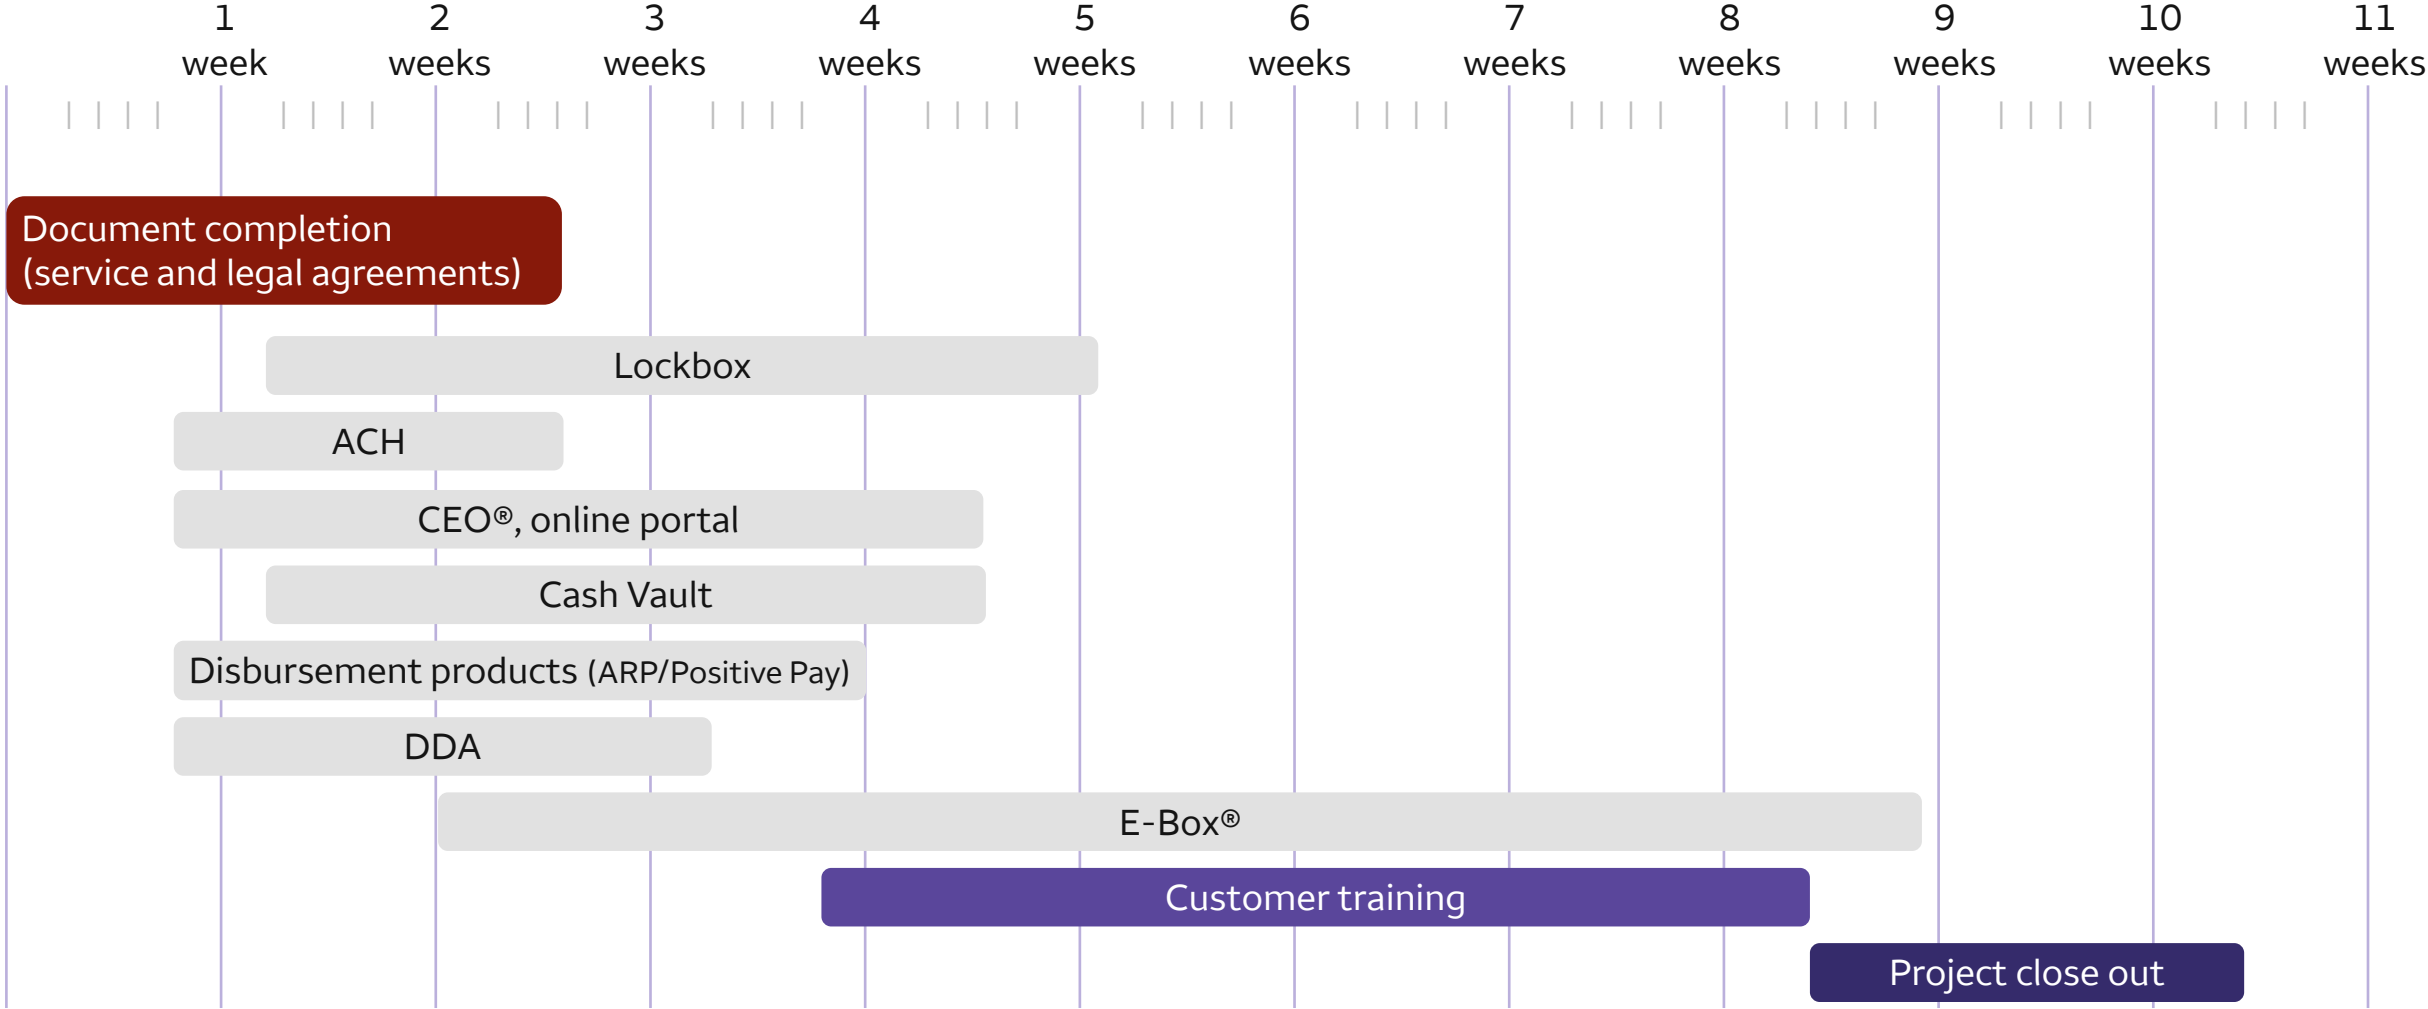 1 2 3 4 5 6 7 8 9 10 11
week weeks weeks weeks weeks weeks weeks weeks weeks weeks weeks
Document completion
(service and legal agreements)
Lockbox
ACH
CEO®, online portal
Cash Vault
Disbursement products (ARP/Positive Pay)
DDA
E-Box®
Customer training
Project close out